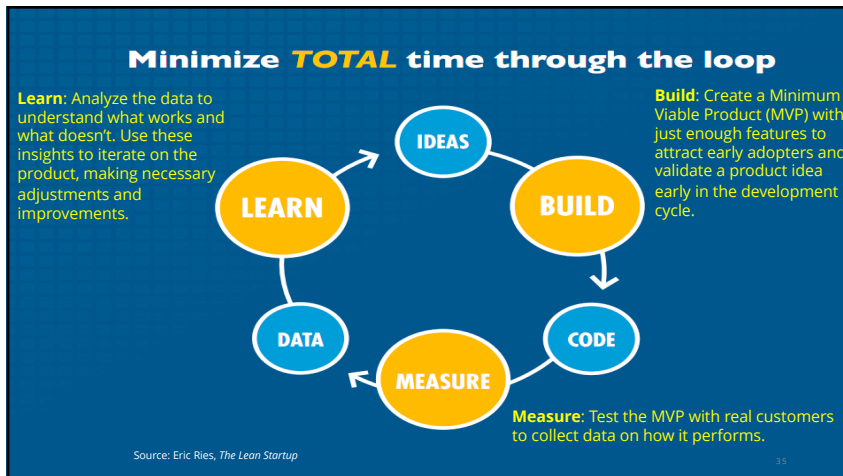 Minimize TOTAL time through the loop
Learn: Analyze the data to
understand what works and
what doesn't. Use these
insights to iterate on the
product, making necessary
adjustments and
improvements.
Build: Create a Minimum
Viable Product (MVP) with
just enough features to
attract early adopters and
validate a product idea
early in the development
cycle.
IDEAS
LEARN
BUILD
DATA
CODE
MEASURE
Measure: Test the MVP with real customers
to collect data on how it performs.
Source: Eric Ries, The Lean Startup
35